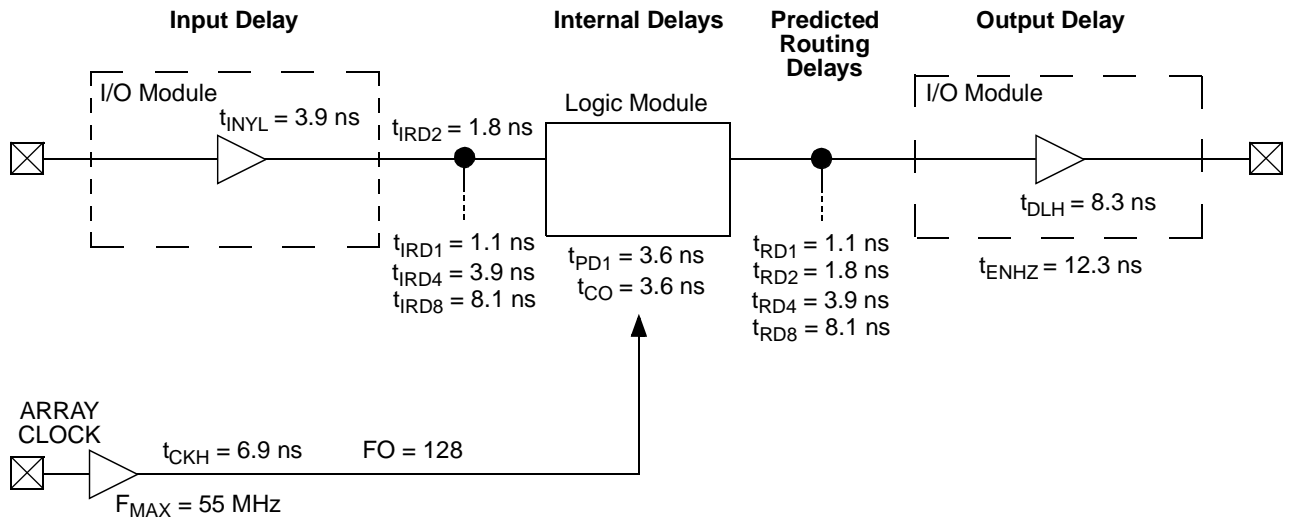 Input Delay
Internal Delays
Predicted
Routing
Delays
Output Delay
I/O Module
tINYL = 3.9 ns
tIRD2 = 1.8 ns
Logic Module
I/O Module
tDLH = 8.3 ns
tIRD1 = 1.1 ns
tIRD4 = 3.9 ns
tIRD8 = 8.1 ns
tPD1 = 3.6 ns
tCO = 3.6 ns
tRD1 = 1.1 ns
tRD2 = 1.8 ns
tRD4 = 3.9 ns
tRD8 = 8.1 ns
tENHZ = 12.3 ns
ARRAY
CLOCK
tCKH = 6.9 ns
FO = 128
FMAX = 55 MHz